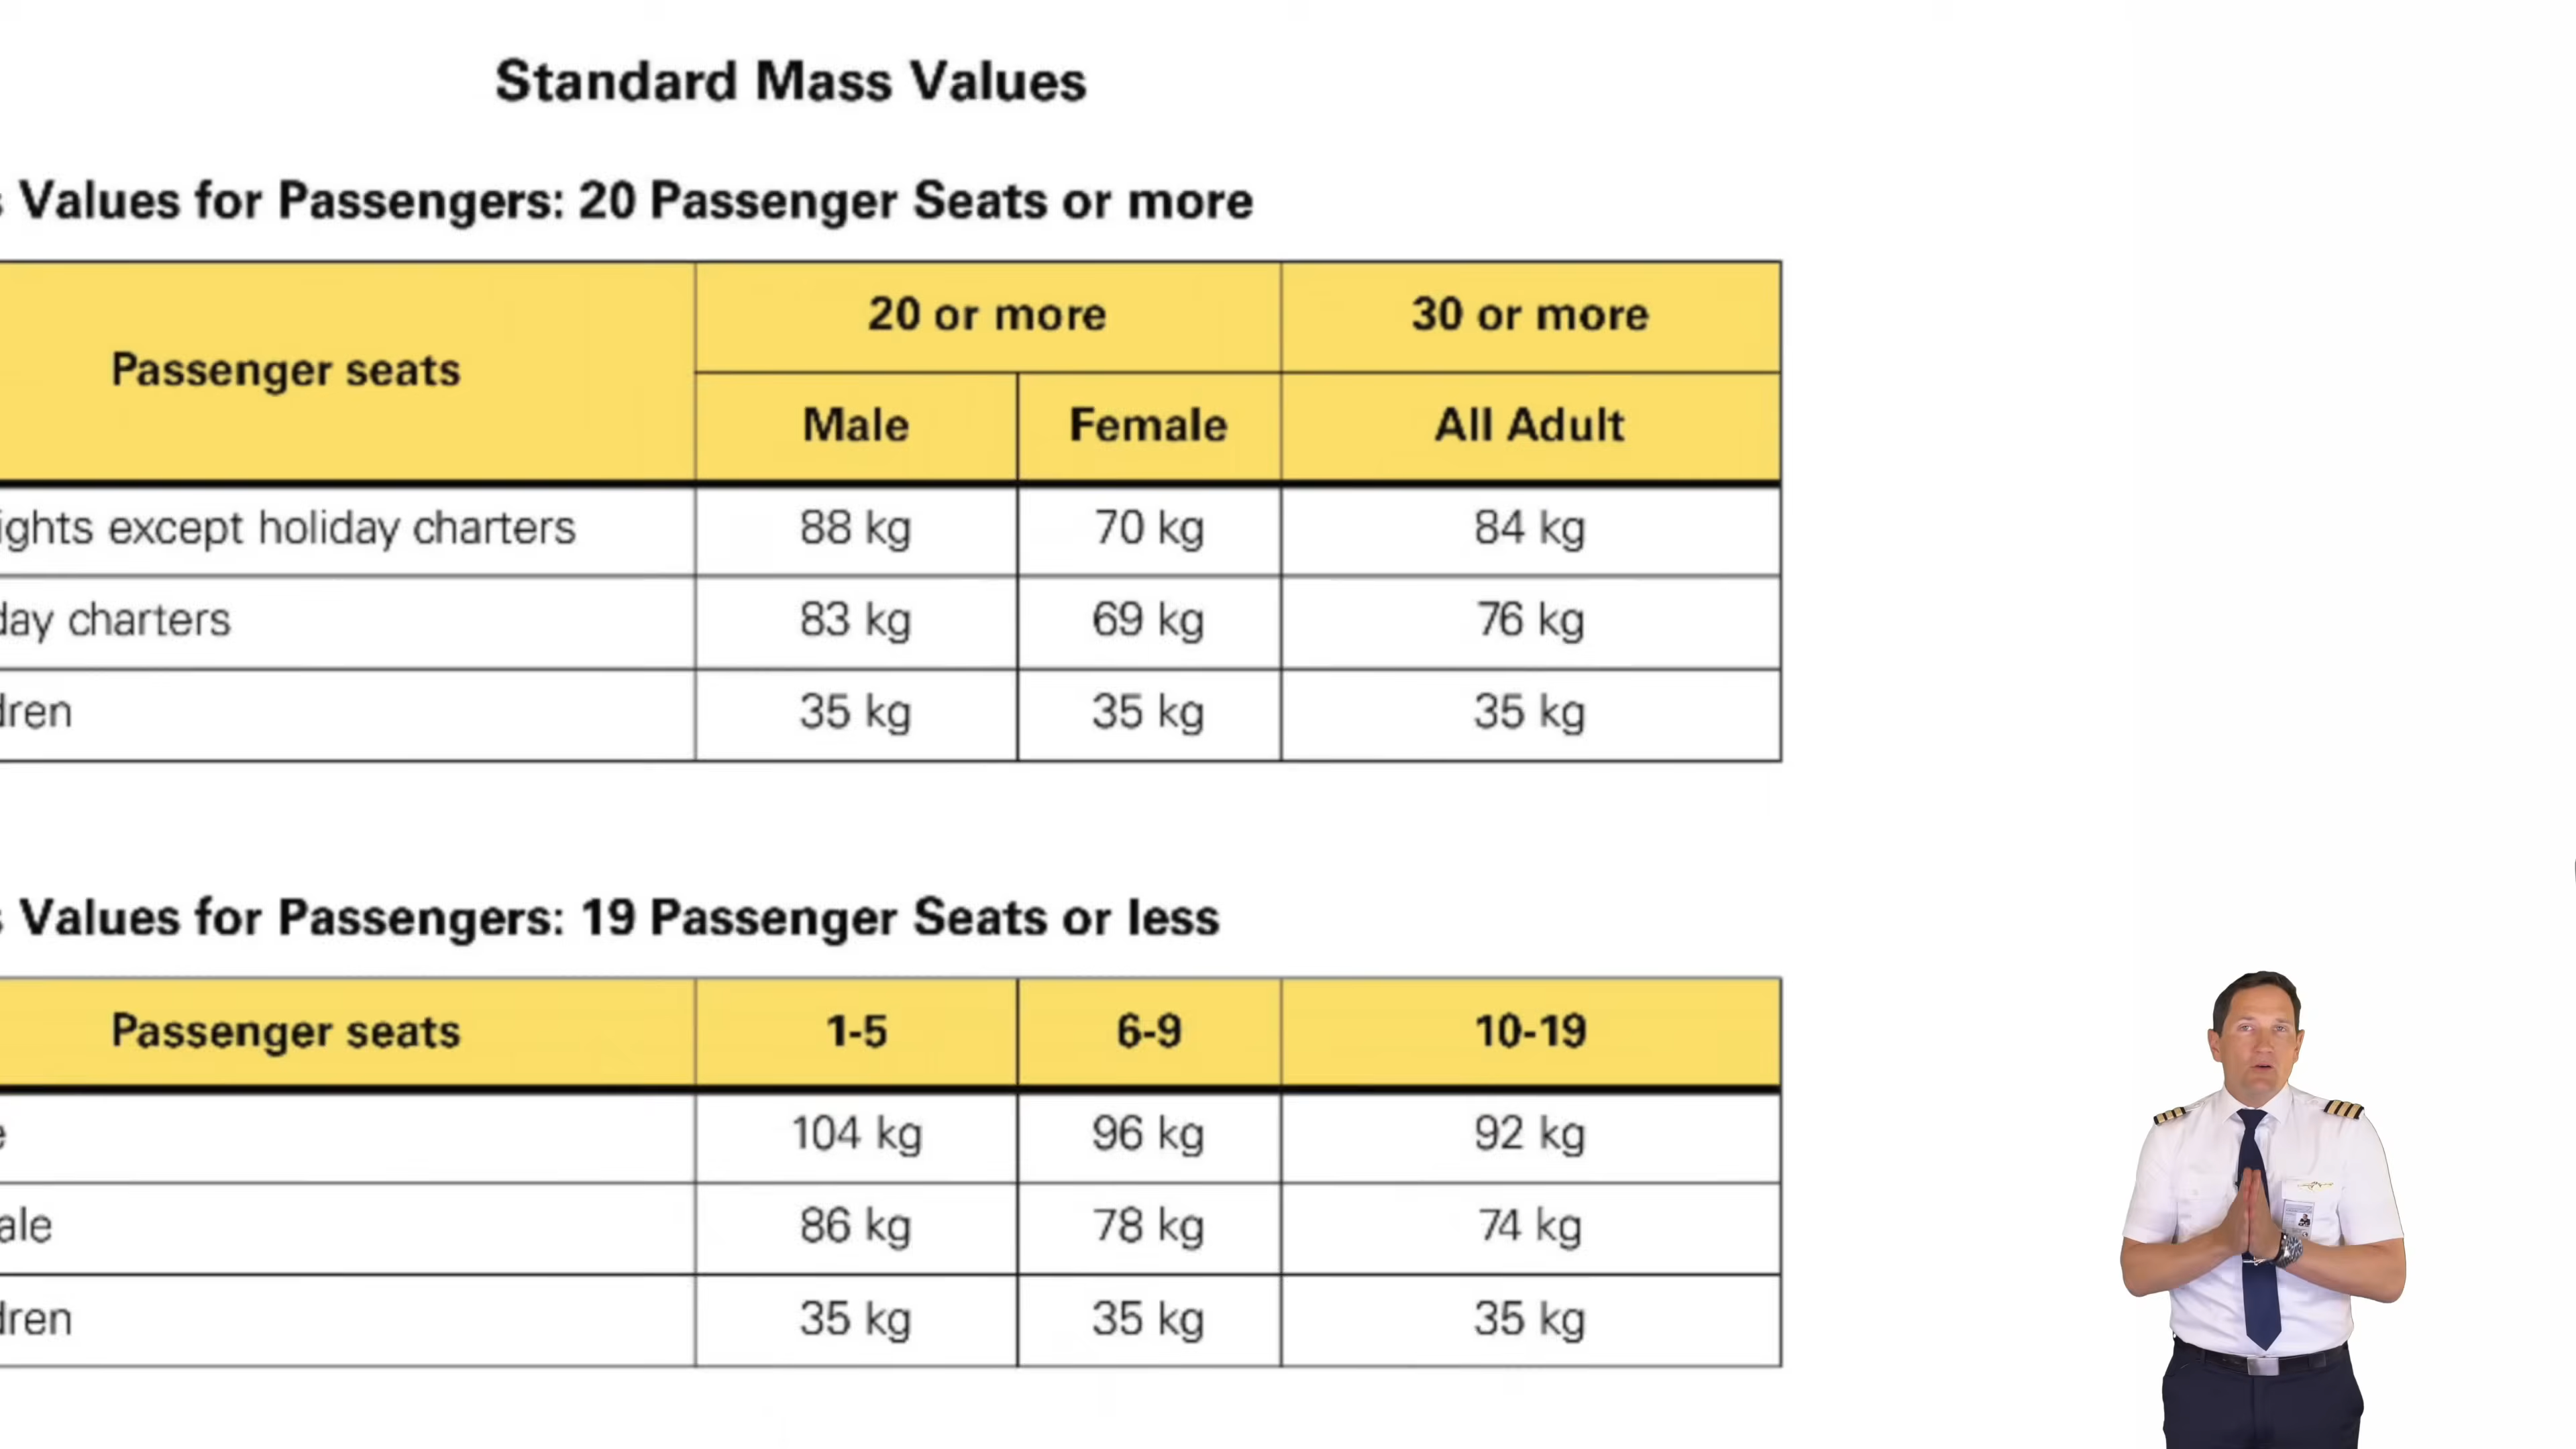 Standard Mass Values
Values for Passengers: 20 Passenger Seats or more
Passenger seats
20 or more
30 or more
Male
Female
All Adult
ights except holiday charters
88 kg
70 kg
84 kg
day charters
83 kg
69 kg
76 kg
dren
35 kg
35 kg
35 kg
Values for Passengers: 19 Passenger Seats or less
Passenger seats
1-5
6-9
10-19
e
104 kg
96 kg
92 kg
ale
86 kg
78 kg
74 kg
dren
35 kg
35 kg
35 kg